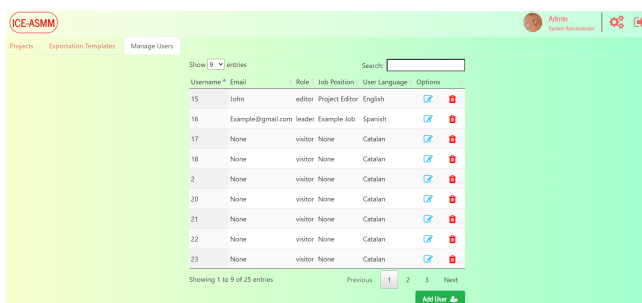 ICE-ASMM
Admin
System Administrator
Projects Exportation Templates Manage Users
Show 9 entries Search:
Username Email Role Job Position User Language Options
15 John editor Project Editor English
16 Example@gmail.com leader Example Job Spanish
17 None visitor None Catalan
18 None visitor None Catalan
2 None visitor None Catalan
20 None visitor None Catalan
21 None visitor None Catalan
22 None visitor None Catalan
23 None visitor None Catalan
Showing 1 to 9 of 25 entries Previous 1 2 3 Next
Add User